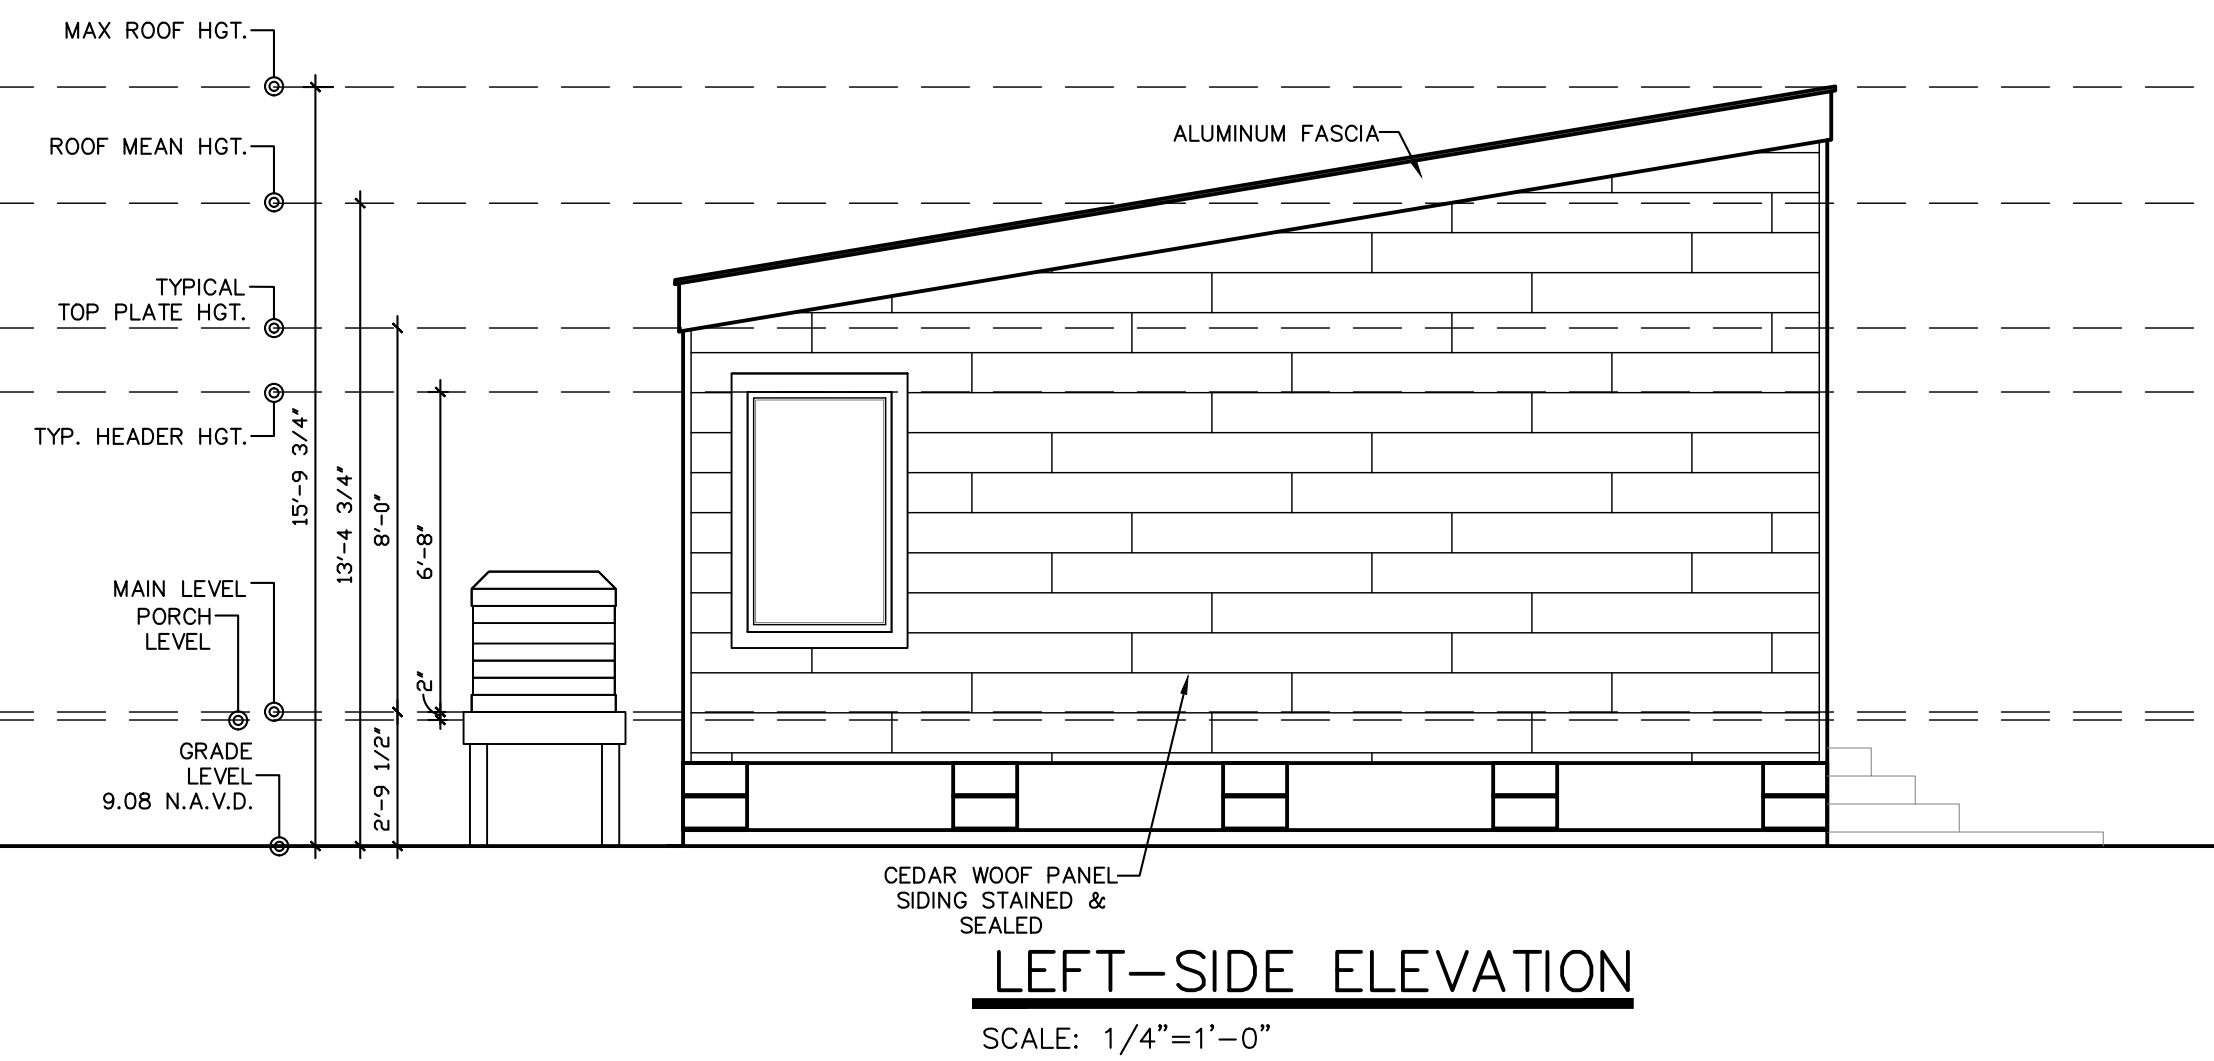 MAX ROOF HGT.
ROOF MEAN HGT.
ALUMINUM FASCIA
TYPICAL
TOP PLATE HGT.
TYP. HEADER HGT.
15'-9 3/4"
13'-4 3/4"
8'-0"
6'-8"
MAIN LEVEL
PORCH
LEVEL
2"
GRADE
LEVEL
9.08 N.A.V.D.
2'-9 1/2"
CEDAR WOOF PANEL
SIDING STAINED &
SEALED
LEFT-SIDE ELEVATION
SCALE: 1/4"=1'-0"